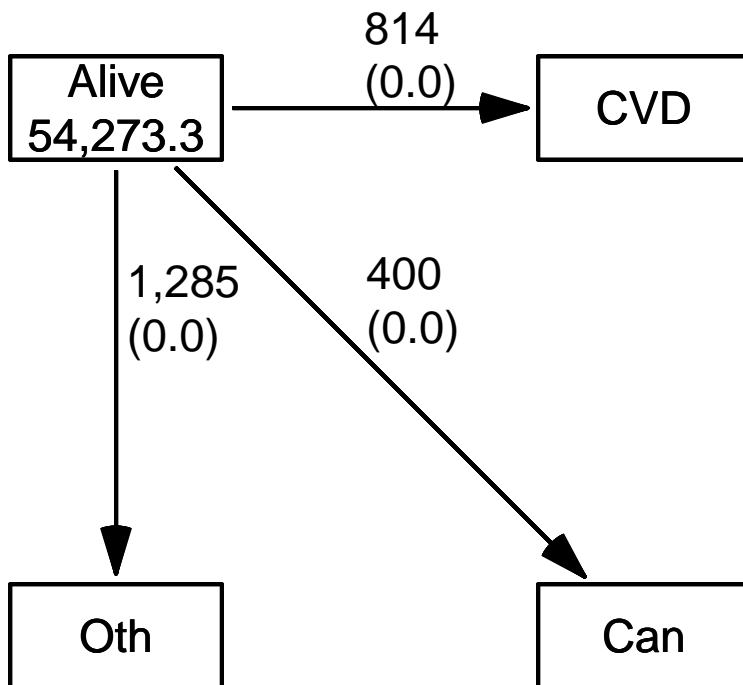 814
(0.0)
Alive
54,273.3
CVD
1,285
(0.0)
400
(0.0)
Oth
Can